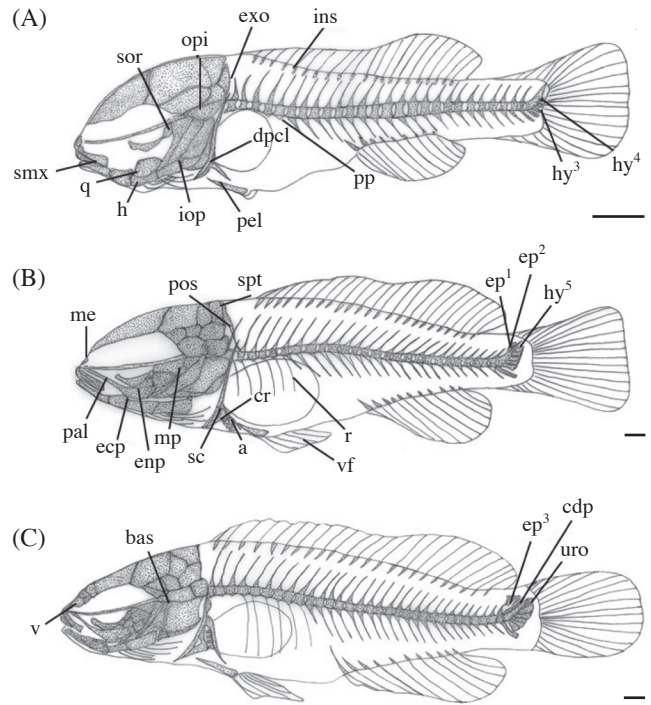 (A)
exo
ins
opi
sor
dpcl
smx
q
h
iop
pel
pp
hy³
hy⁴
(B)
ep²
ep¹
hy⁵
pos
spt
me
pal
ecp
enp
mp
sc
cr
a
r
vf
(C)
ep³
cdp
uro
bas
v